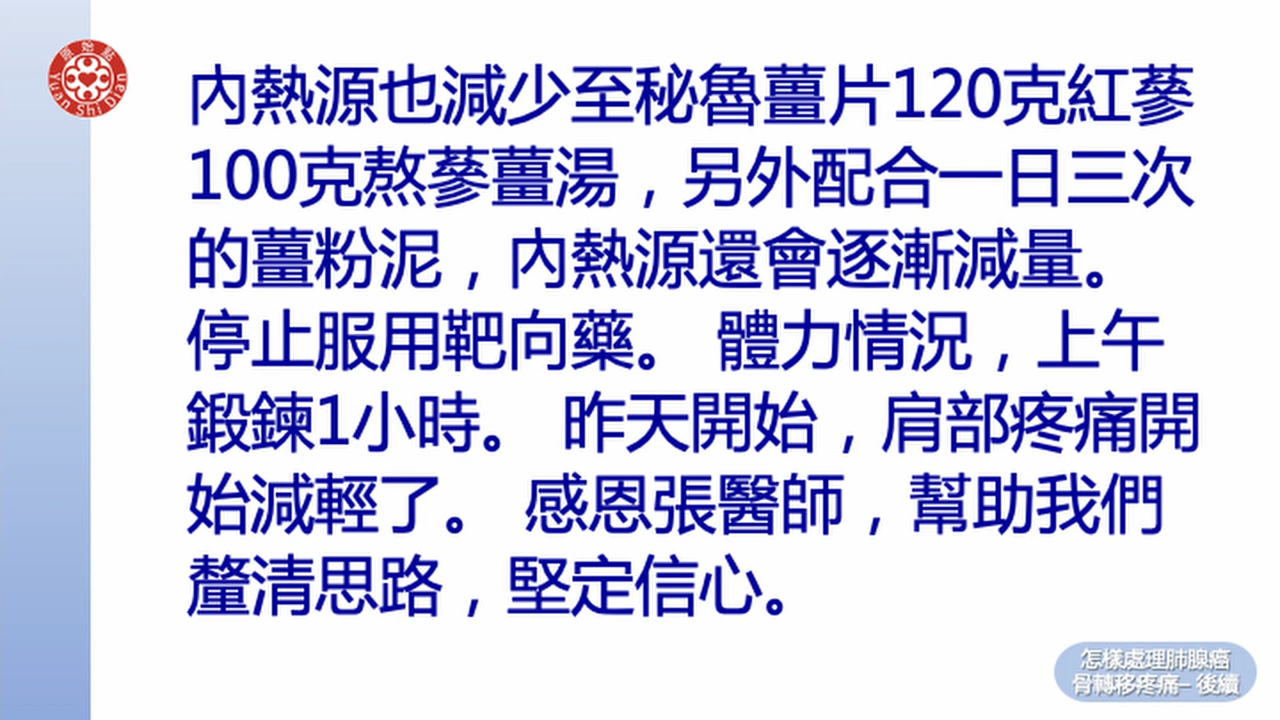 原始點
Yuan Shi Dian
內熱源也減少至秘魯薑片120克紅蔘
100克熬蔘薑湯，另外配合一日三次
的薑粉泥，內熱源還會逐漸減量。
停止服用靶向藥。 體力情況，上午
鍛鍊1小時。 昨天開始，肩部疼痛開
始減輕了。 感恩張醫師，幫助我們
釐清思路，堅定信心。
怎樣處理肺腺癌
骨轉移疼痛–後續